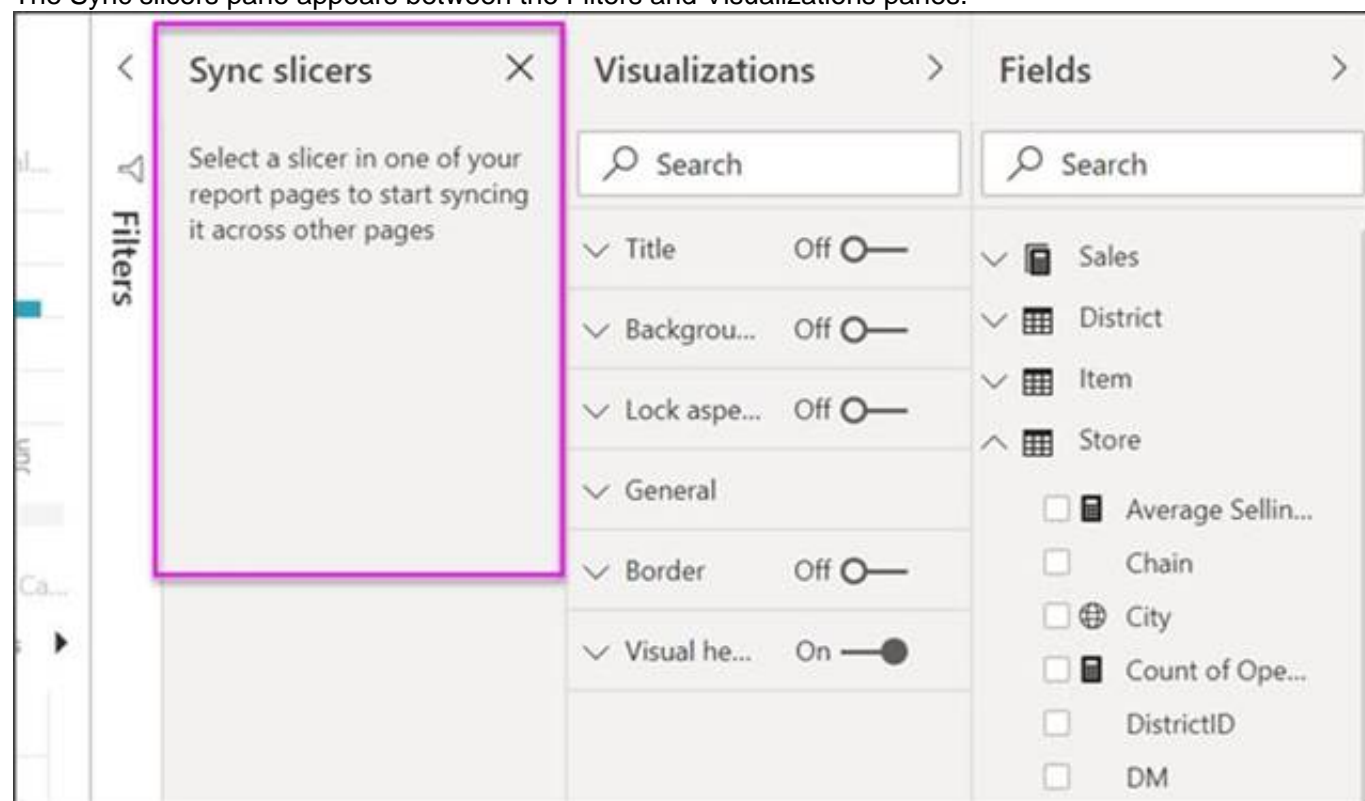 The Sync slicers pane appears between the Filters and Visualizations panes.
Sync slicers
Select a slicer in one of your
report pages to start syncing
it across other pages
Filters
Visualizations
Search
Title Off
Backgrou... Off
Lock aspe... Off
General
Border Off
Visual he... On
Fields
Search
Sales
District
Item
Store
Average Sellin...
Chain
City
Count of Ope...
DistrictID
DM
Jun
Ca...